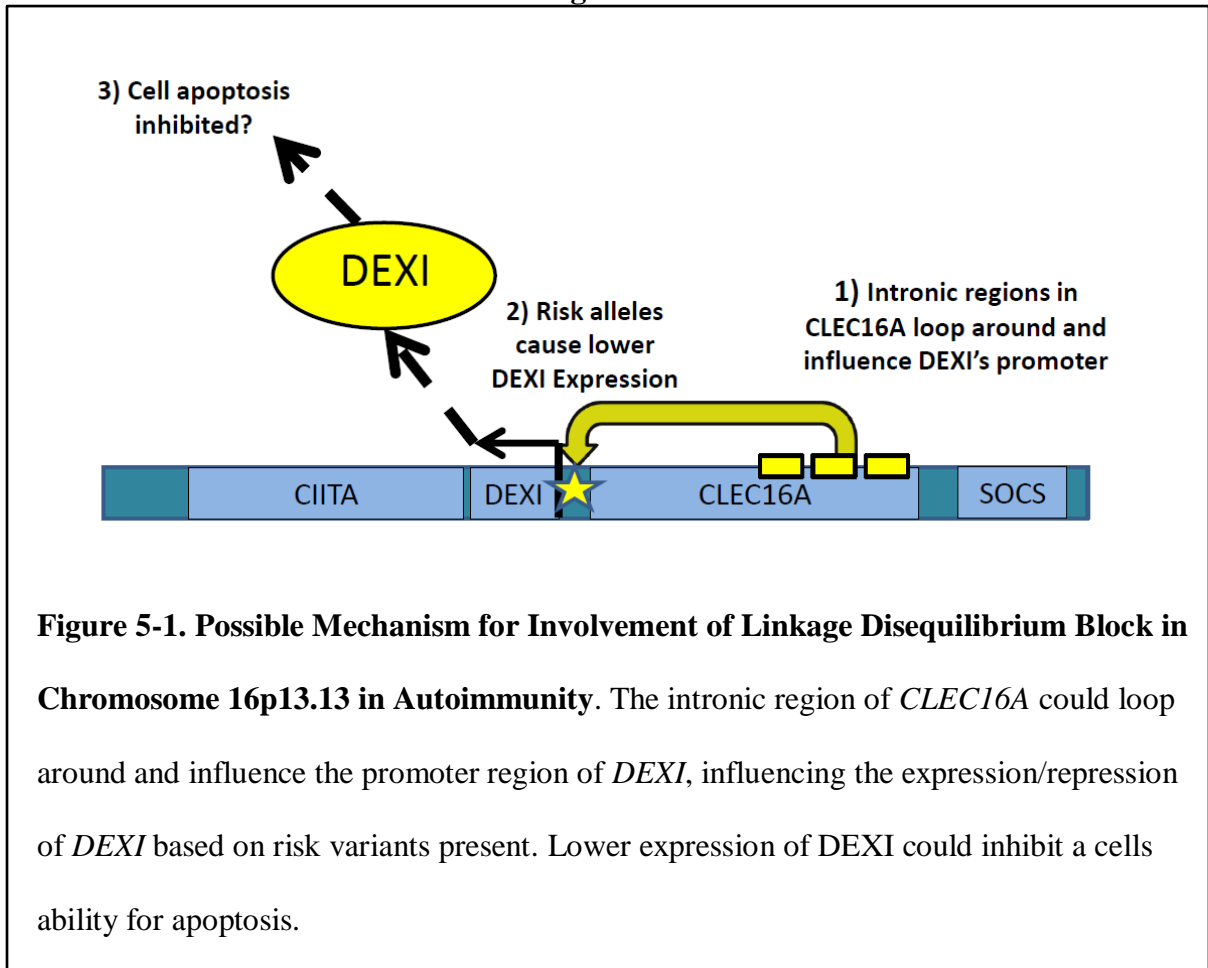 3) Cell apoptosis
inhibited?
DEXI
2) Risk alleles
cause lower
DEXI Expression
1) Intronic regions in
CLEC16A loop around and
influence DEXI's promoter
CIITA
DEXI
CLEC16A
SOCS
Figure 5-1. Possible Mechanism for Involvement of Linkage Disequilibrium Block in
Chromosome 16p13.13 in Autoimmunity. The intronic region of CLEC16A could loop
around and influence the promoter region of DEXI, influencing the expression/repression
of DEXI based on risk variants present. Lower expression of DEXI could inhibit a cells
ability for apoptosis.